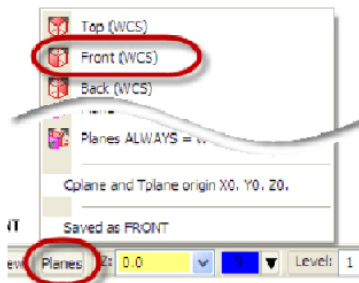 Top (WCS)
Front (WCS)
Back (WCS)
Planes ALWAYS =
Cplane and Tplane origin X0. Y0. Z0.
Saved as FRONT
Planes Z: 0.0 9 Level: 1